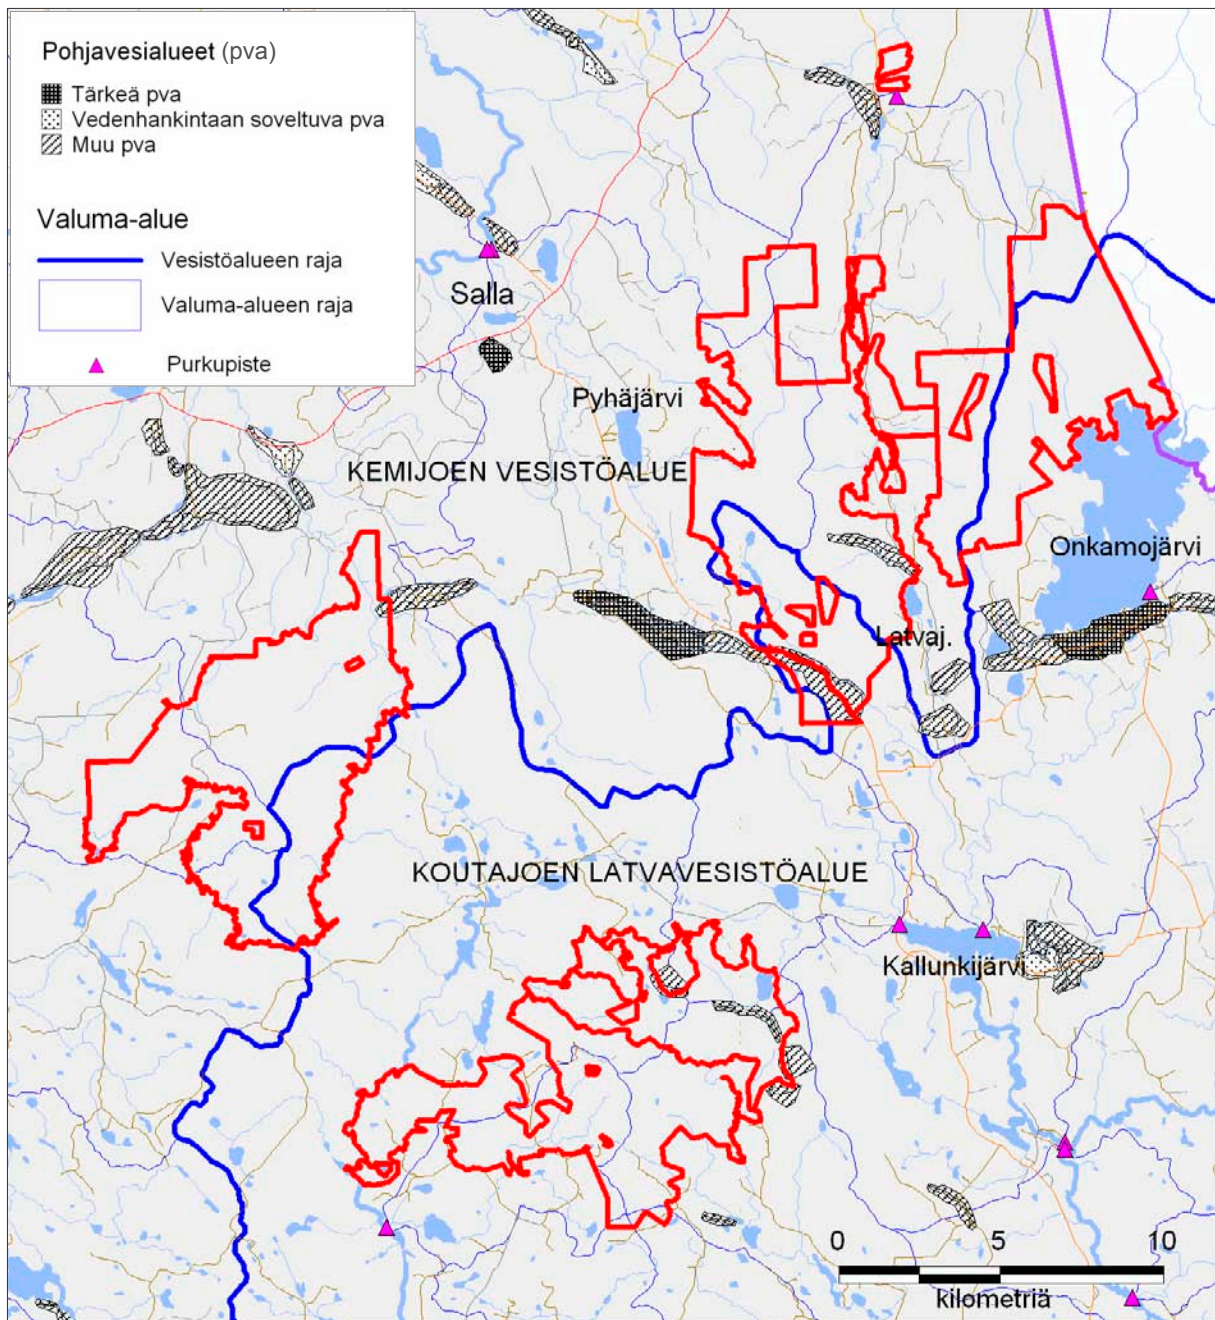 Pohjavesialueet (pva)
Tärkeä pva
Vedenhankintaan soveltuva pva
Muu pva
Valuma-alue
Vesistöalueen raja
Valuma-alueen raja
Purkupiste
Salla
Pyhäjärvi
KEMIJOEN VESISTÖALUE
Onkamojärvi
Latvaj.
KOUTAJOEN LATVAVESISTÖALUE
Kallunkijärvi
0 5 10
kilometriä